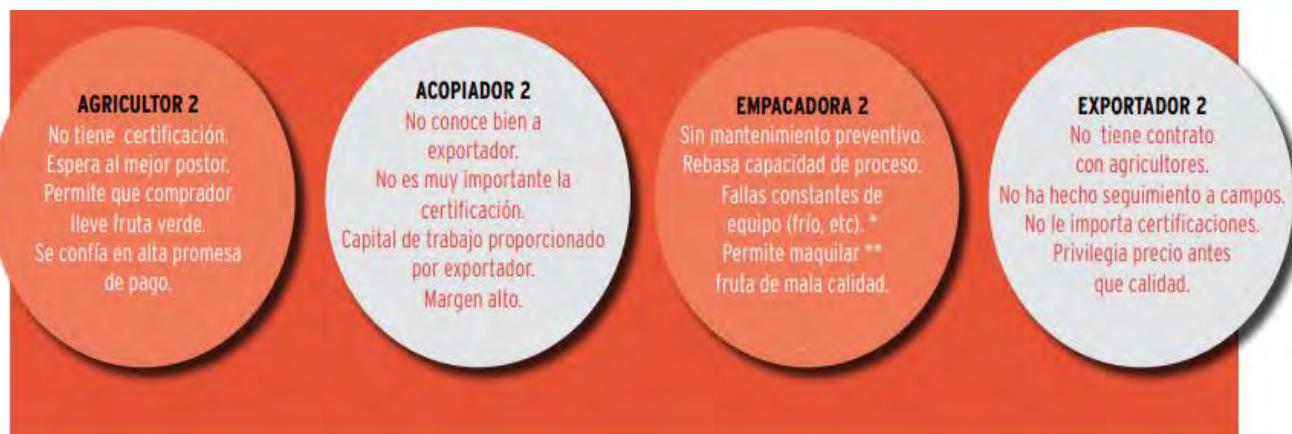 AGRICULTOR 2
No tiene certificación.
Espera al mejor postor.
Permite que comprador
lleve fruta verde.
Se confía en alta promesa
de pago.
ACOPIADOR 2
No conoce bien a
exportador.
No es muy importante la
certificación.
Capital de trabajo proporcionado
por exportador.
Margen alto.
EMPACADORA 2
Sin mantenimiento preventivo.
Rebasa capacidad de proceso.
Fallas constantes de
equipo (frío, etc). *
Permite maquilar **
fruta de mala calidad.
EXPORTADOR 2
No tiene contrato
con agricultores.
No ha hecho seguimiento a campos.
No le importa certificaciones.
Privilegia precio antes
que calidad.